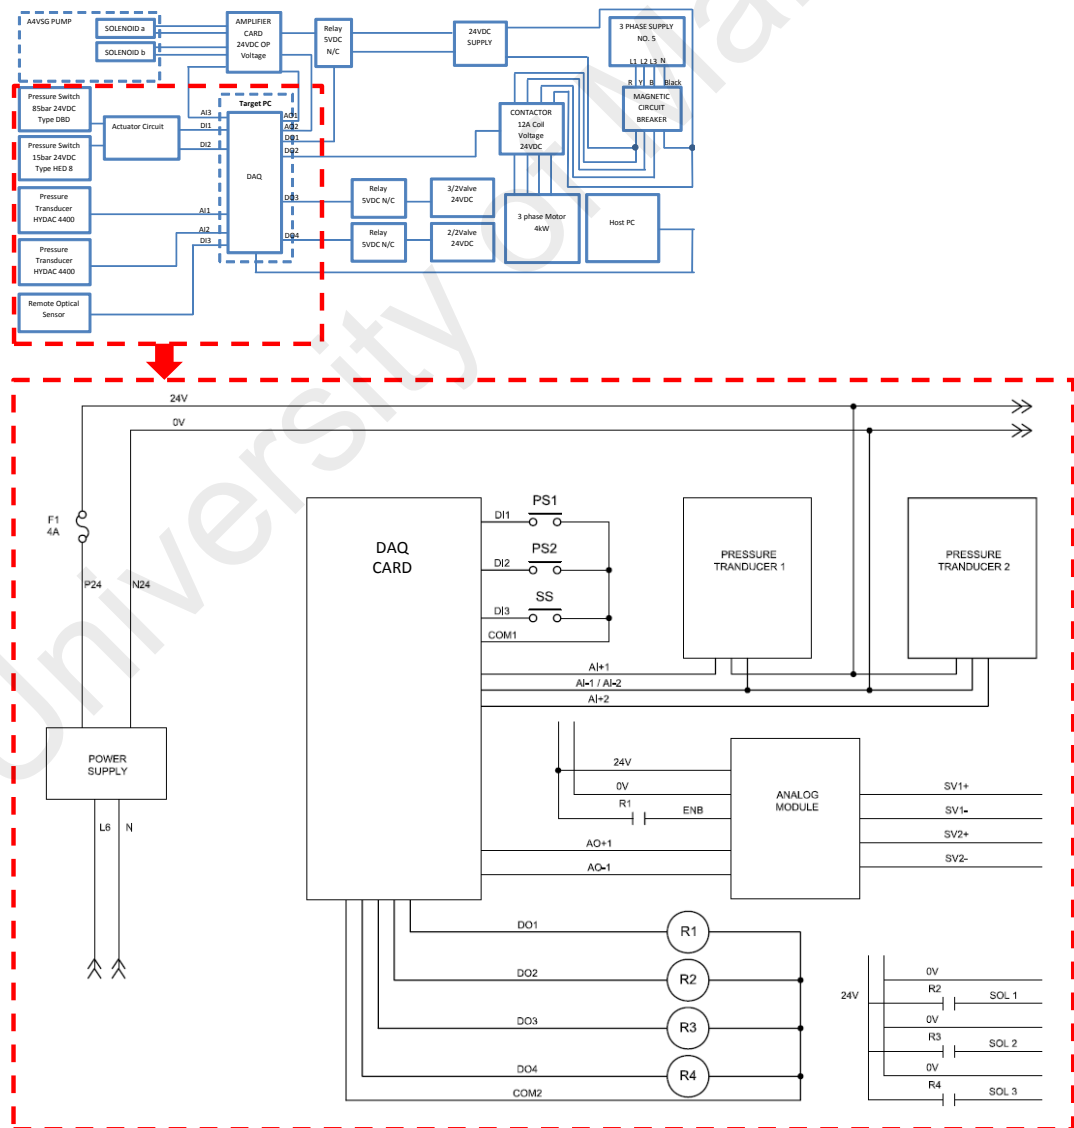 A4VSG PUMP
SOLENOID a
SOLENOID b
AMPLIFIER
CARD
24VDC OP
Voltage
Relay
5VDC
N/C
24VDC
SUPPLY
3 PHASE SUPPLY
NO. 5
L1 L2 L3 N
R Y B Black
MAGNETIC
CIRCUIT
BREAKER
Pressure Switch
85bar 24VDC
Type DBD
Pressure Switch
15bar 24VDC
Type HED 8
Actuator Circuit
Target PC
DAQ
AI3
DI1
DI2
AI1
AI2
DI3
AO1
AO2
DO1
DO2
DO3
DO4
CONTACTOR
12A Coil
Voltage
24VDC
Pressure
Transducer
HYDAC 4400
Pressure
Transducer
HYDAC 4400
Remote Optical
Sensor
Relay
5VDC N/C
3/2Valve
24VDC
Relay
5VDC N/C
2/2Valve
24VDC
3 phase Motor
4kW
Host PC
24V
0V
F1
4A
P24
N24
POWER
SUPPLY
L6
N
DAQ
CARD
DI1
PS1
DI2
PS2
DI3
SS
COM1
PRESSURE
TRANDUCER 1
PRESSURE
TRANDUCER 2
AI+1
AI-1 / AI-2
AI+2
24V
0V
R1
ENB
AO+1
AO-1
ANALOG
MODULE
SV1+
SV1-
SV2+
SV2-
DO1
R1
DO2
R2
DO3
R3
DO4
R4
COM2
24V
0V
R2
SOL 1
0V
R3
SOL 2
0V
R4
SOL 3
University of Ma